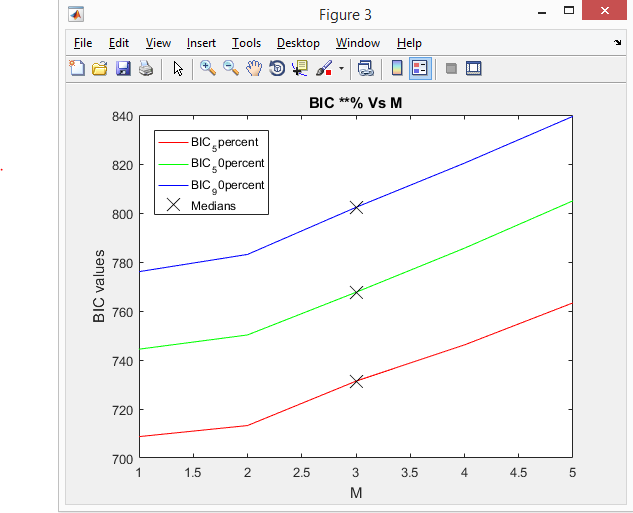 Figure 3
File Edit View Insert Tools Desktop Window Help
BIC **% Vs M
840
820
800
780
760
740
720
700
BIC values
BIC5percent
BIC50percent
BIC90percent
Medians
1 1.5 2 2.5 3 3.5 4 4.5 5
M